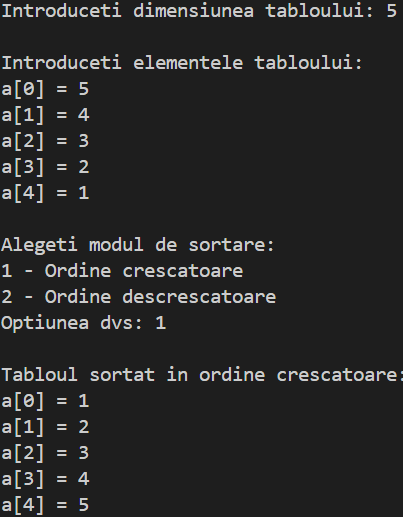 Introduceti dimensiunea tabloului: 5
Introduceti elementele tabloului:
a[0] = 5
a[1] = 4
a[2] = 3
a[3] = 2
a[4] = 1
Alegeti modul de sortare:
1 - Ordine crescatoare
2 - Ordine descrescatoare
Optiunea dvs: 1
Tabloul sortat in ordine crescatoare:
a[0] = 1
a[1] = 2
a[2] = 3
a[3] = 4
a[4] = 5